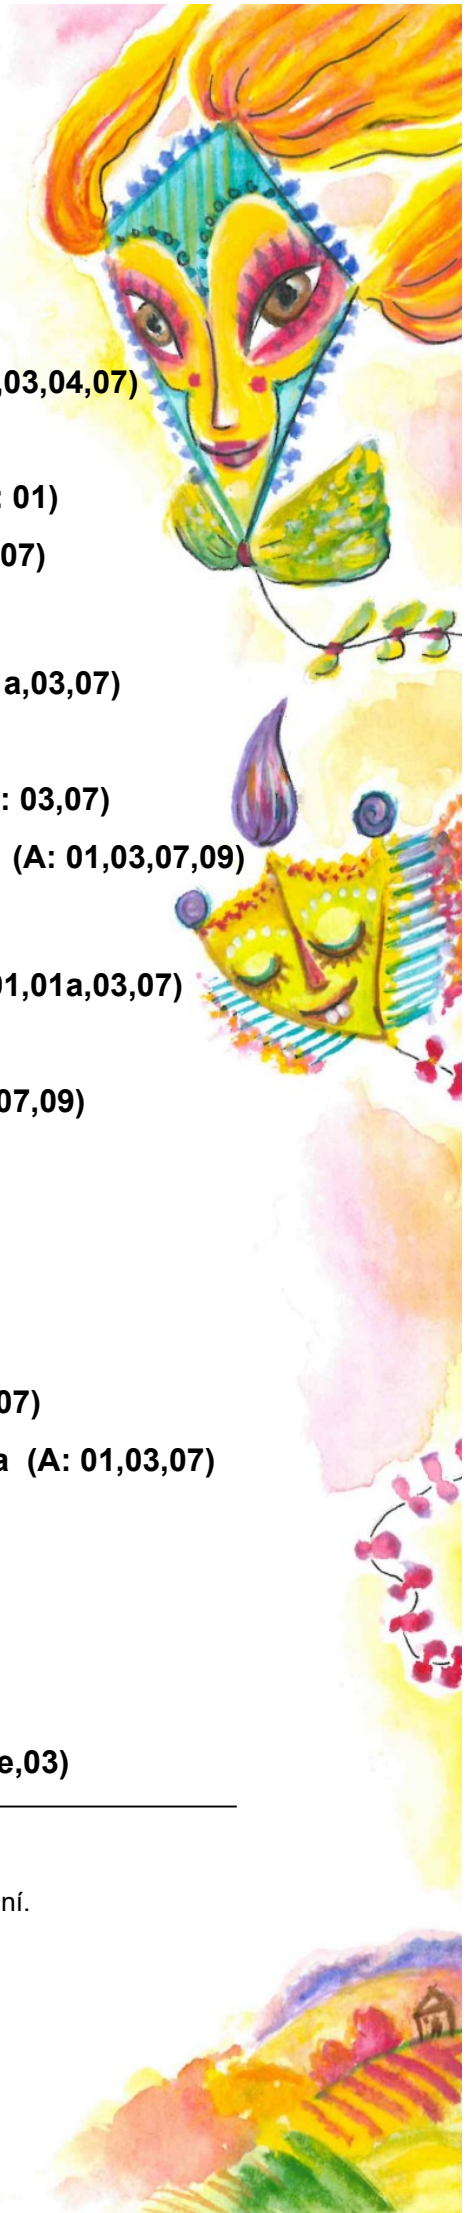 ,03,04,07)
: 01)
07)
a,03,07)
: 03,07)
(A: 01,03,07,09)
01,01a,03,07)
07,09)
07)
a (A: 01,03,07)
e,03)
ní.